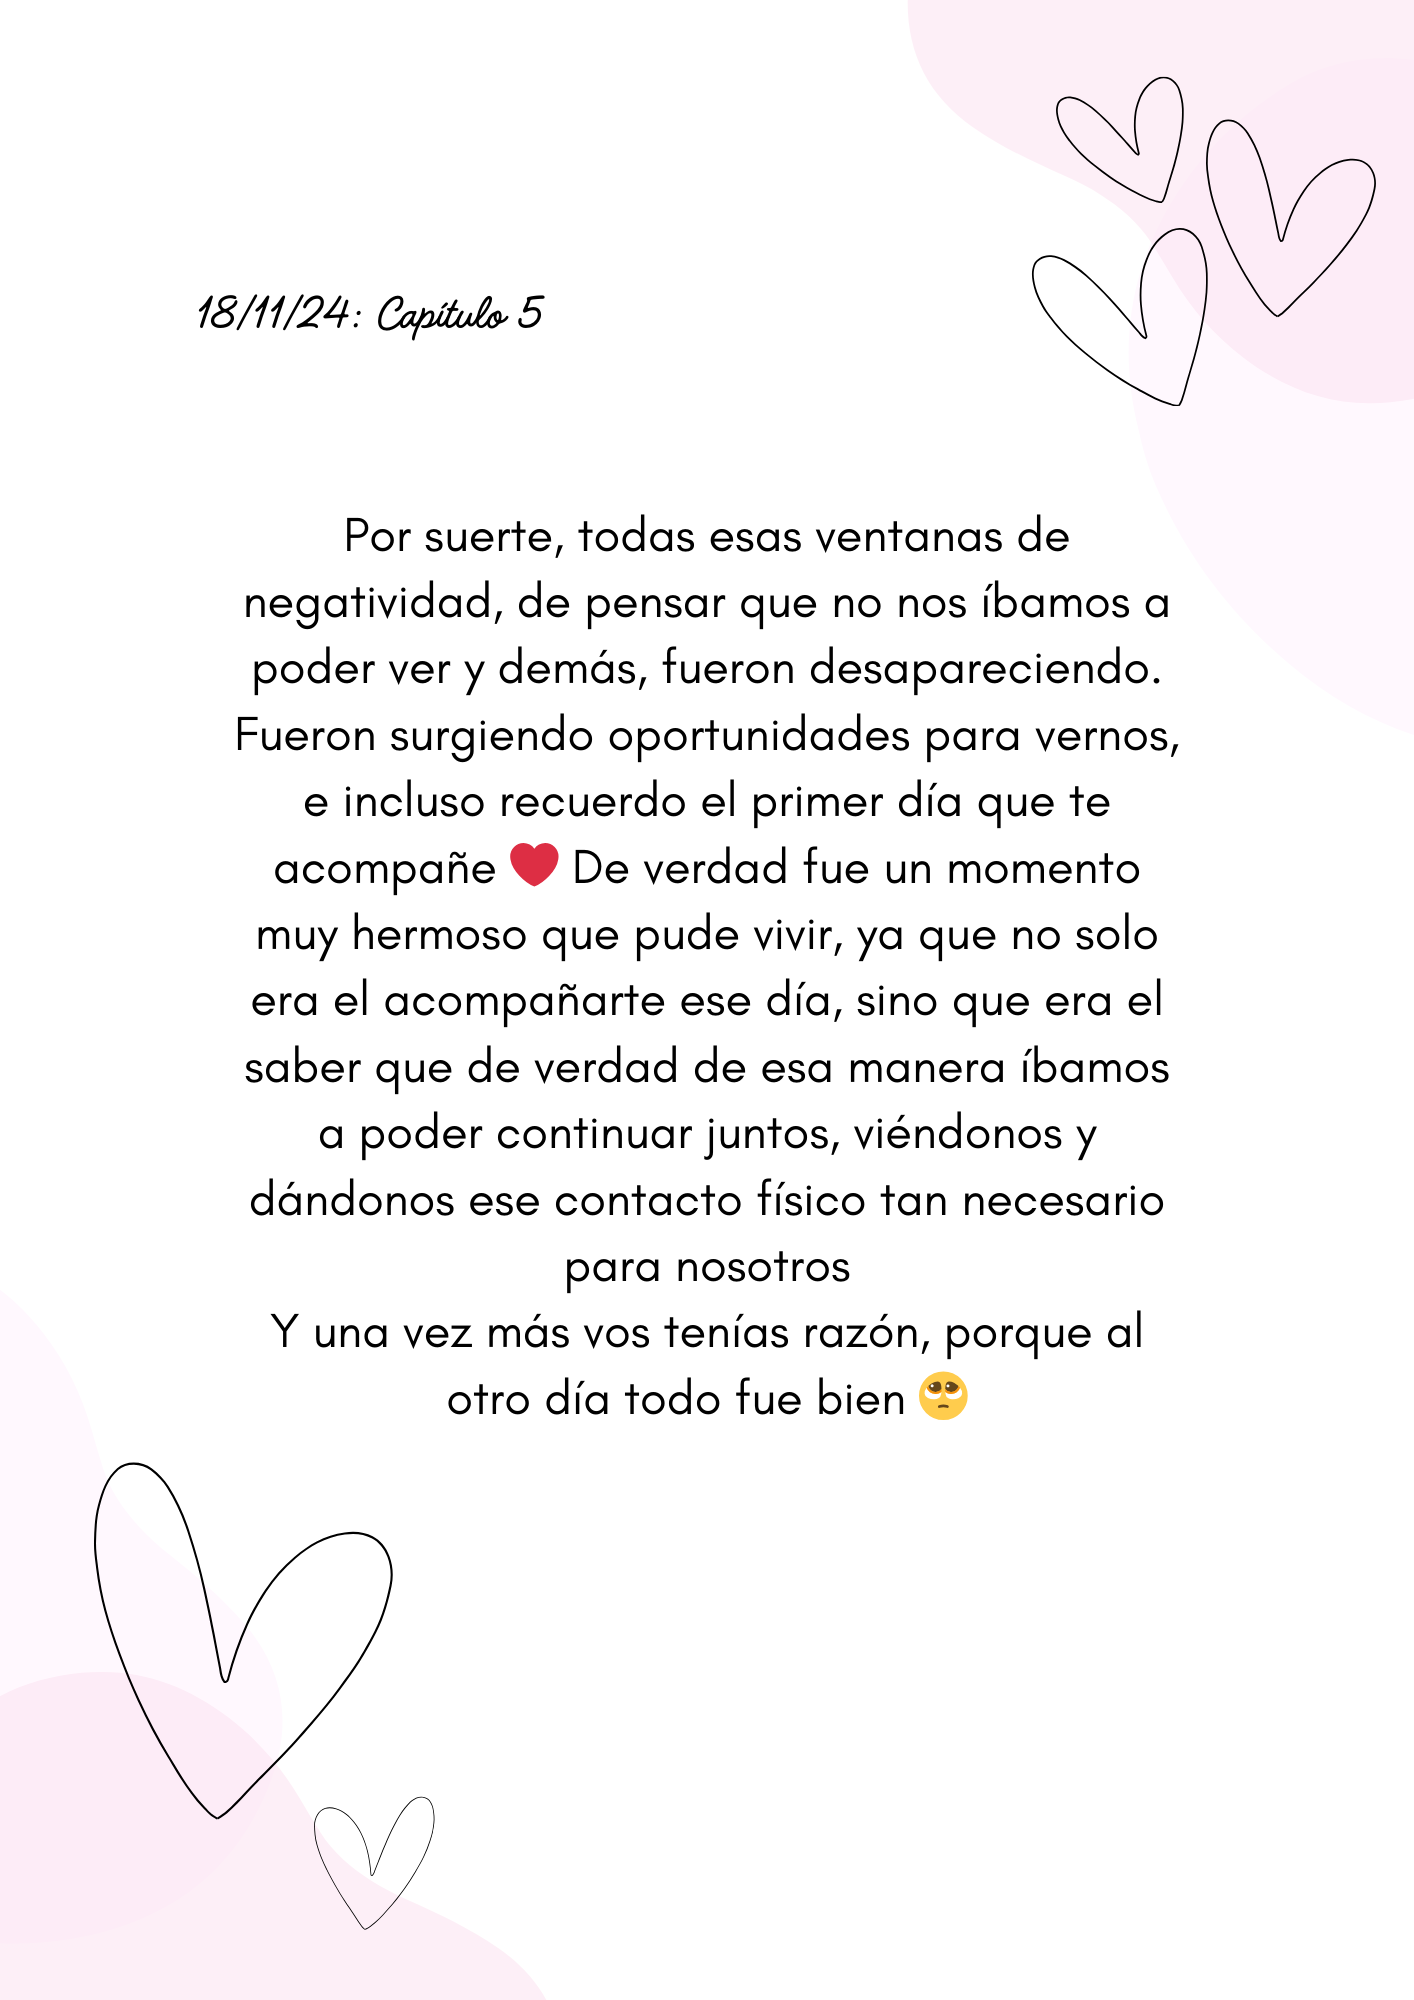 18/11/24: Capítulo 5
Por suerte, todas esas ventanas de
negatividad, de pensar que no nos íbamos a
poder ver y demás, fueron desapareciendo.
Fueron surgiendo oportunidades para vernos,
e incluso recuerdo el primer día que te
acompañe ❤️ De verdad fue un momento
muy hermoso que pude vivir, ya que no solo
era el acompañarte ese día, sino que era el
saber que de verdad de esa manera íbamos
a poder continuar juntos, viéndonos y
dándonos ese contacto físico tan necesario
para nosotros
Y una vez más vos tenías razón, porque al
otro día todo fue bien 🥺